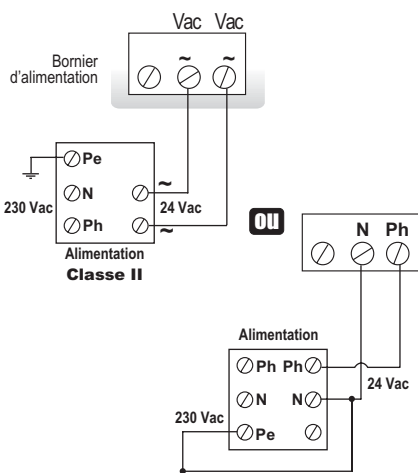 Vac Vac
Bornier
d'alimentation
~ ~
Pe
N
230 Vac
Ph
~
24 Vac
~
Alimentation
Classe II
ou
N Ph
Alimentation
Ph Ph
N N
24 Vac
230 Vac
Pe